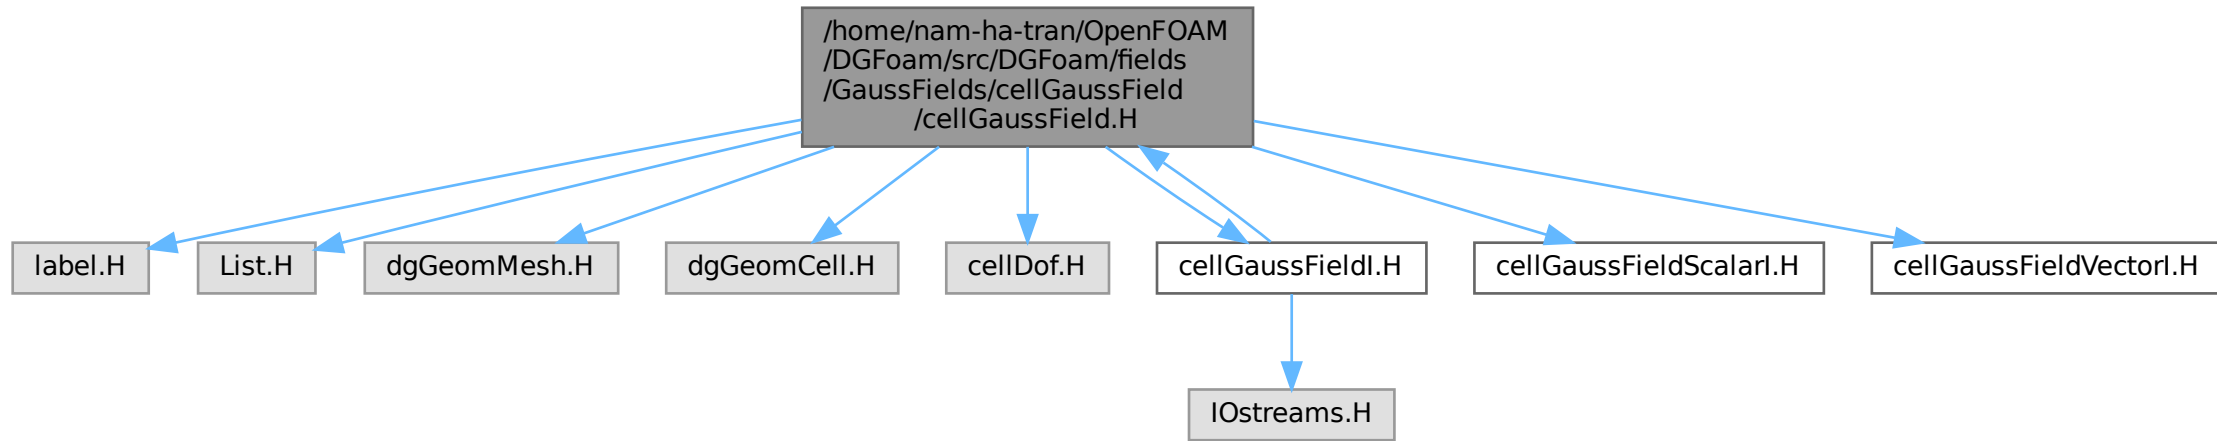 /home/nam-ha-tran/OpenFOAM
/DGFoam/src/DGFoam/fields
/GaussFields/cellGaussField
/cellGaussField.H
label.H
List.H
dgGeomMesh.H
dgGeomCell.H
cellDof.H
cellGaussFieldI.H
cellGaussFieldScalarI.H
cellGaussFieldVectorI.H
IOstreams.H